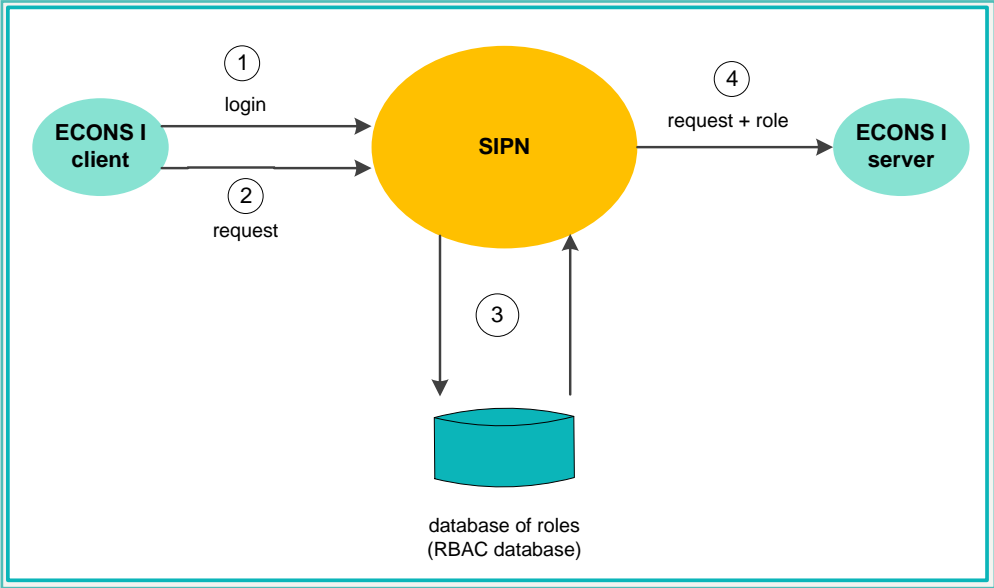 1
login
ECONS I
client
2
request
SIPN
3
4
request + role
ECONS I
server
database of roles
(RBAC database)